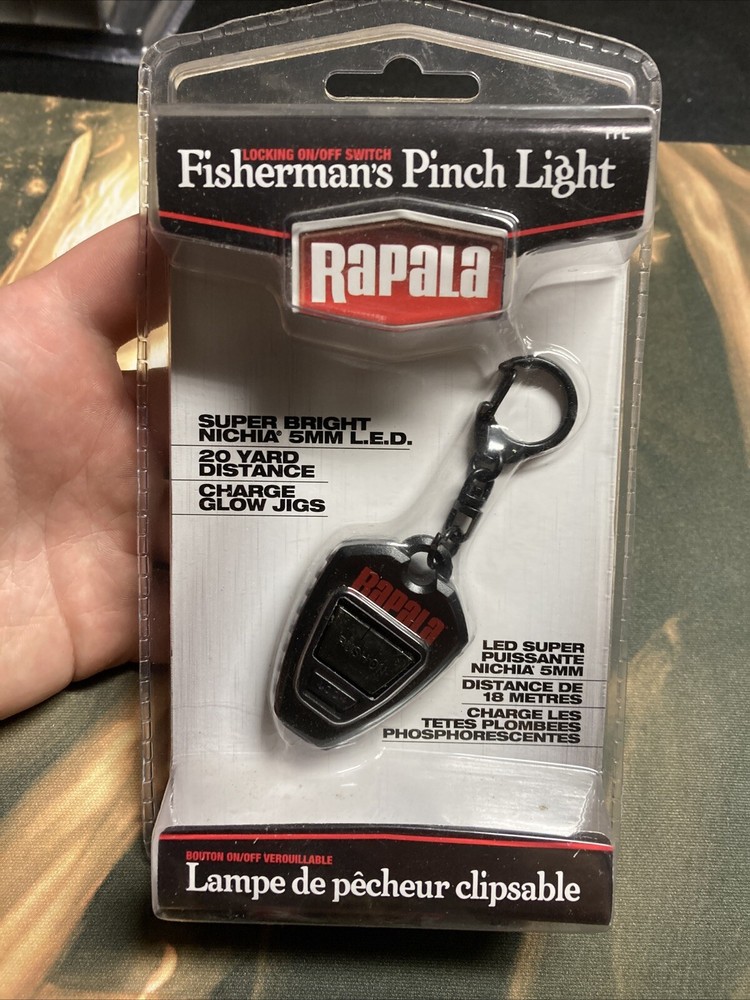 FPL
LOCKING ON/OFF SWITCH
Fisherman's Pinch Light
RAPALA®
SUPER BRIGHT
NICHIA® 5MM L.E.D.
20 YARD
DISTANCE
CHARGE
GLOW JIGS
RAPALA
LED SUPER
PUISSANTE
NICHIA® 5MM
DISTANCE DE
18 METRES
CHARGE LES
TETES PLOMBEES
PHOSPHORESCENTES
BOUTON ON/OFF VEROUILLABLE
Lampe de pêcheur clipsable